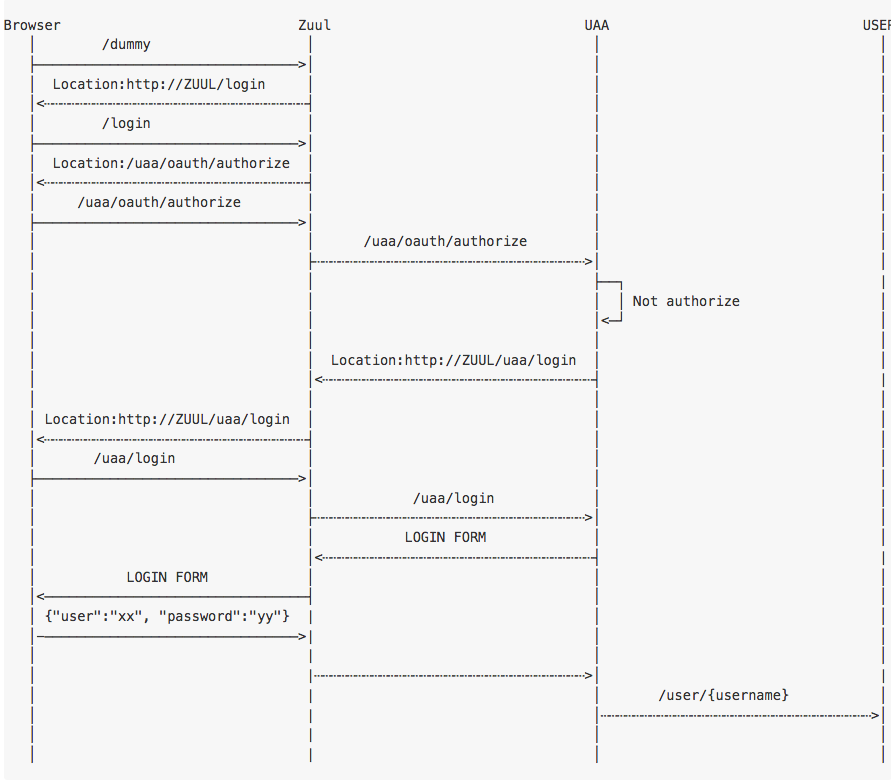 Browser Zuul UAA USER
/dummy
Location:http://ZUUL/login
/login
Location:/uaa/oauth/authorize
/uaa/oauth/authorize
/uaa/oauth/authorize
Not authorize
Location:http://ZUUL/uaa/login
Location:http://ZUUL/uaa/login
/uaa/login
/uaa/login
LOGIN FORM
LOGIN FORM
{"user":"xx", "password":"yy"}
/user/{username}